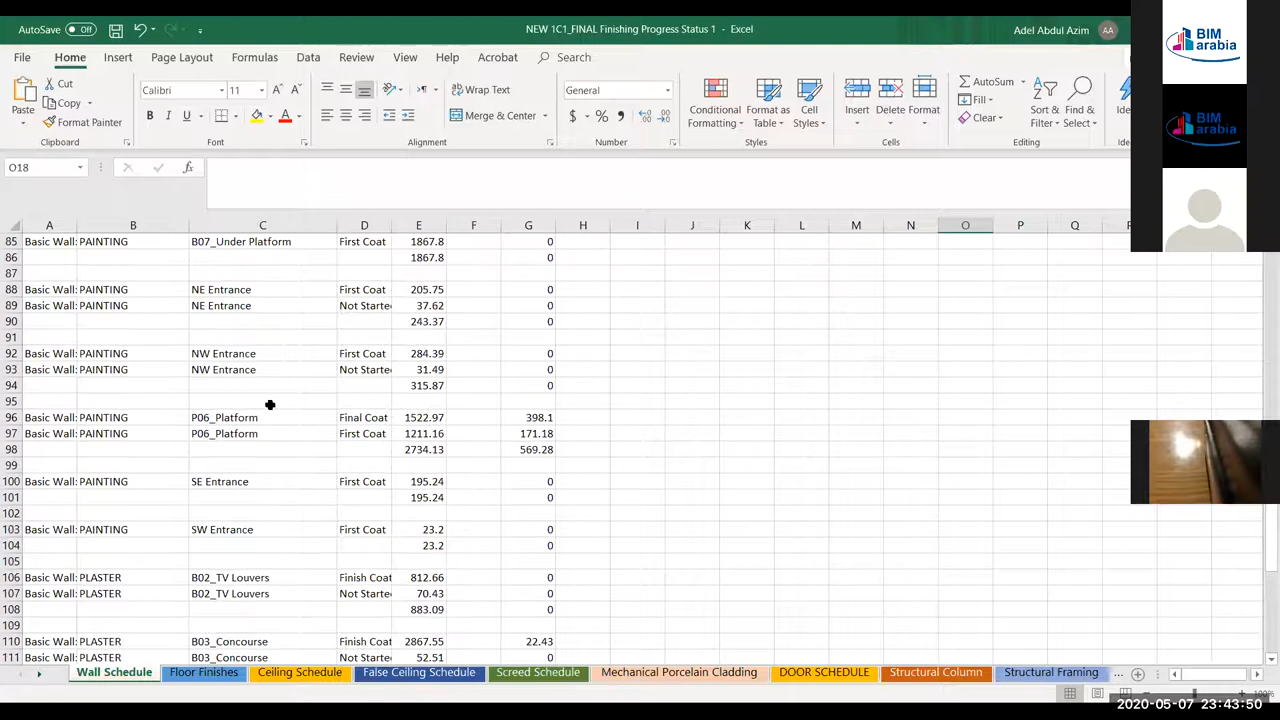 AutoSave Off NEW 1C1_FINAL Finishing Progress Status 1 - Excel Adel Abdul Azim AA
File Home Insert Page Layout Formulas Data Review View Help Acrobat Search
Cut
Copy
Paste Format Painter
Calibri 11
B I U
Wrap Text
Merge & Center
General
$ % ,
Conditional Formatting Format as Table Cell Styles
Insert Delete Format
AutoSum
Fill
Clear
Sort & Filter Find & Select
Clipboard Font Alignment Number Styles Cells Editing
BIM arabia
BIM arabia
O18 fx
A B C D E F G H I J K L M N O P Q
85 Basic Wall: PAINTING B07_Under Platform First Coat 1867.8 0
86 1867.8 0
87
88 Basic Wall: PAINTING NE Entrance First Coat 205.75 0
89 Basic Wall: PAINTING NE Entrance Not Starte 37.62 0
90 243.37 0
91
92 Basic Wall: PAINTING NW Entrance First Coat 284.39 0
93 Basic Wall: PAINTING NW Entrance Not Starte 31.49 0
94 315.87 0
95
96 Basic Wall: PAINTING P06_Platform Final Coat 1522.97 398.1
97 Basic Wall: PAINTING P06_Platform First Coat 1211.16 171.18
98 2734.13 569.28
99
100 Basic Wall: PAINTING SE Entrance First Coat 195.24 0
101 195.24 0
102
103 Basic Wall: PAINTING SW Entrance First Coat 23.2 0
104 23.2 0
105
106 Basic Wall: PLASTER B02_TV Louvers Finish Coat 812.66 0
107 Basic Wall: PLASTER B02_TV Louvers Not Starte 70.43 0
108 883.09 0
109
110 Basic Wall: PLASTER B03_Concourse Finish Coat 2867.55 22.43
111 Basic Wall: PLASTER B03_Concourse Not Starte 52.51 0
Wall Schedule Floor Finishes Ceiling Schedule False Ceiling Schedule Screed Schedule Mechanical Porcelain Cladding DOOR SCHEDULE Structural Column Structural Framing ...
100%
2020-05-07 23:43:50